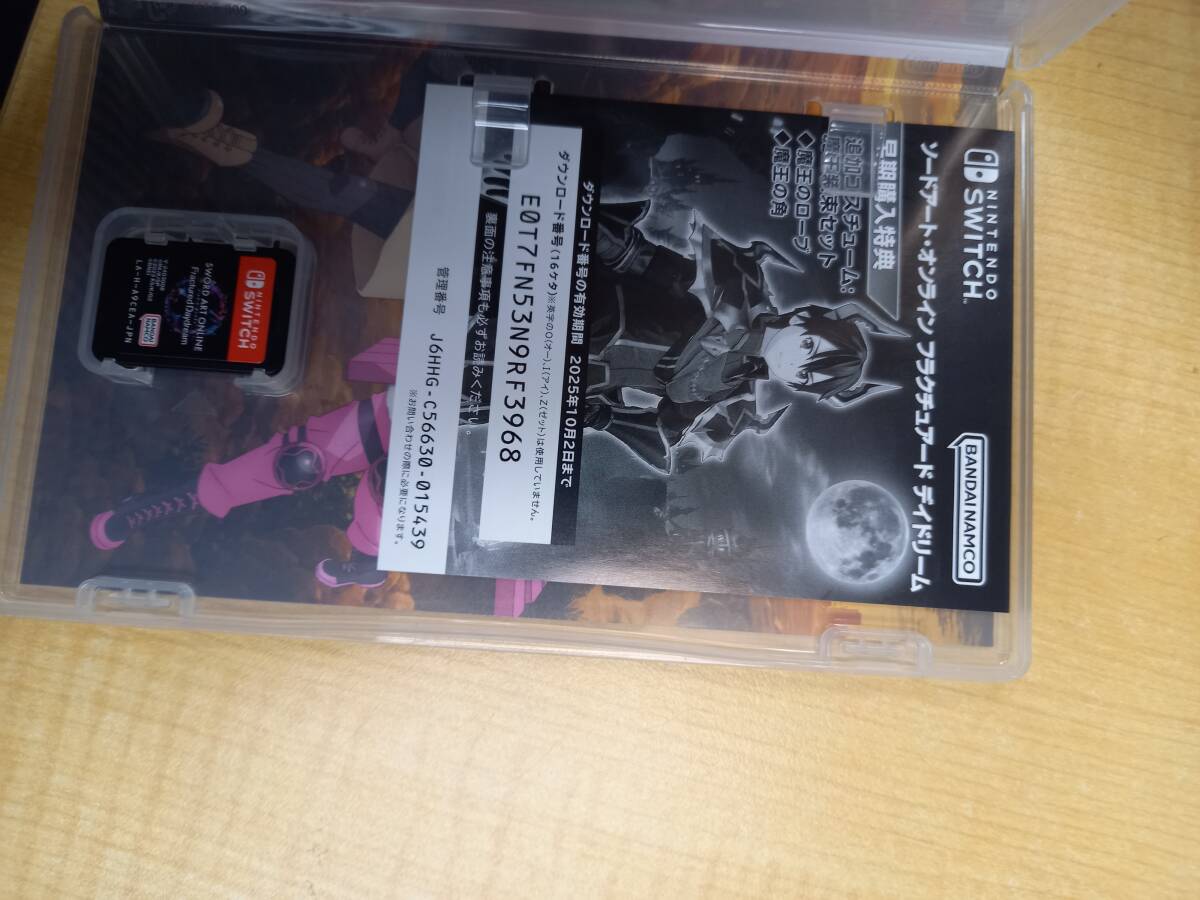 NINTENDO
SWITCH
BANDAI NAMCO
ソードアート・オンライン フラクチュアード デイドリーム
早期購入特典
追加コスチューム:
束セット
◆魔王のローブ
◆魔王の角
ダウンロード番号の有効期間 2025年10月2日まで
ダウンロード番号(16ケタ)※英字のO(オー)、I(アイ)、Z(ゼット)は使用していません。
E0T7FN53N9RF3968
裏面の注意事項も必ずお読みください。
管理番号 J6HHG-C56630-015439
※お問い合わせの際に必要になります。
NINTENDO
SWITCH
SWORD ART ONLINE
Fractured Daydream
BANDAI
NAMCO
LA-H-A9CEA-JPN